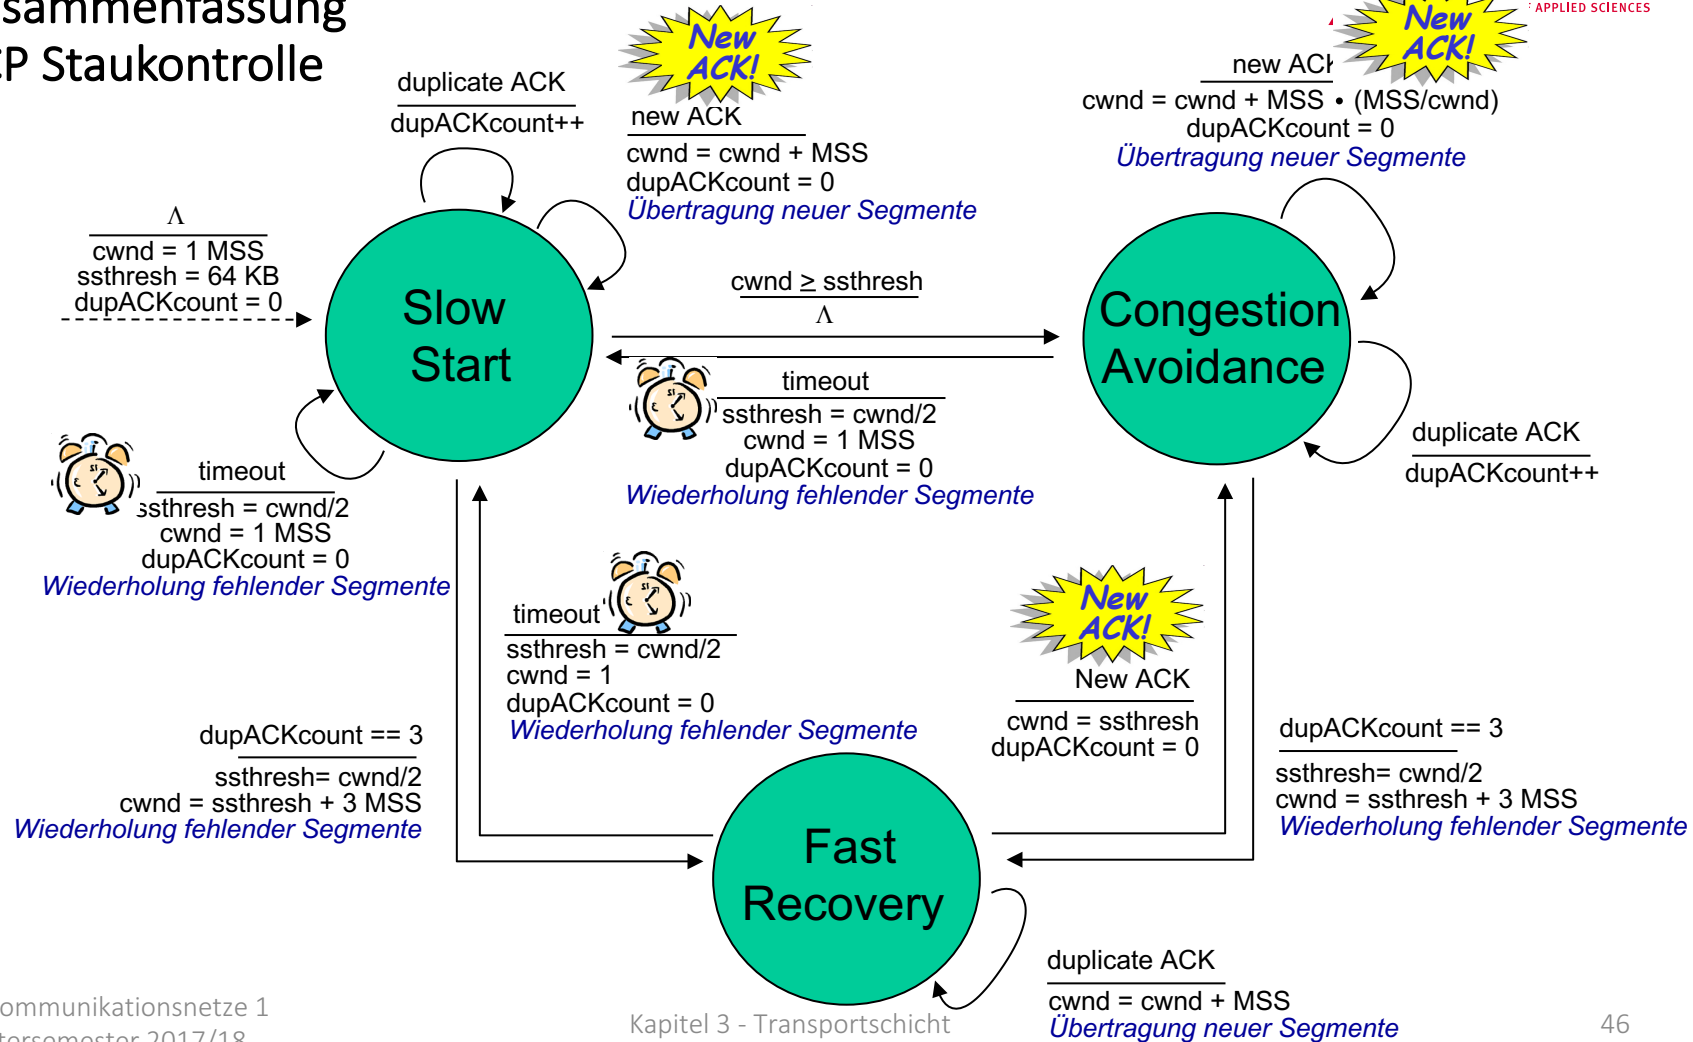 sammenfassung
P Staukontrolle
APPLIED SCIENCES
New
ACK!
New
ACK!
duplicate ACK
dupACKcount++
new ACK
cwnd = cwnd + MSS
dupACKcount = 0
Übertragung neuer Segmente
new ACK
cwnd = cwnd + MSS • (MSS/cwnd)
dupACKcount = 0
Übertragung neuer Segmente
Λ
cwnd = 1 MSS
ssthresh = 64 KB
dupACKcount = 0
Slow
Start
cwnd ≥ ssthresh
Λ
Congestion
Avoidance
timeout
ssthresh = cwnd/2
cwnd = 1 MSS
dupACKcount = 0
Wiederholung fehlender Segmente
duplicate ACK
dupACKcount++
timeout
ssthresh = cwnd/2
cwnd = 1 MSS
dupACKcount = 0
Wiederholung fehlender Segmente
timeout
ssthresh = cwnd/2
cwnd = 1
dupACKcount = 0
Wiederholung fehlender Segmente
New
ACK!
New ACK
cwnd = ssthresh
dupACKcount = 0
dupACKcount == 3
ssthresh= cwnd/2
cwnd = ssthresh + 3 MSS
Wiederholung fehlender Segmente
dupACKcount == 3
ssthresh= cwnd/2
cwnd = ssthresh + 3 MSS
Wiederholung fehlender Segmente
Fast
Recovery
duplicate ACK
cwnd = cwnd + MSS
Übertragung neuer Segmente
ommunikationsnetze 1
tersemester 2017/18
Kapitel 3 - Transportschicht
46